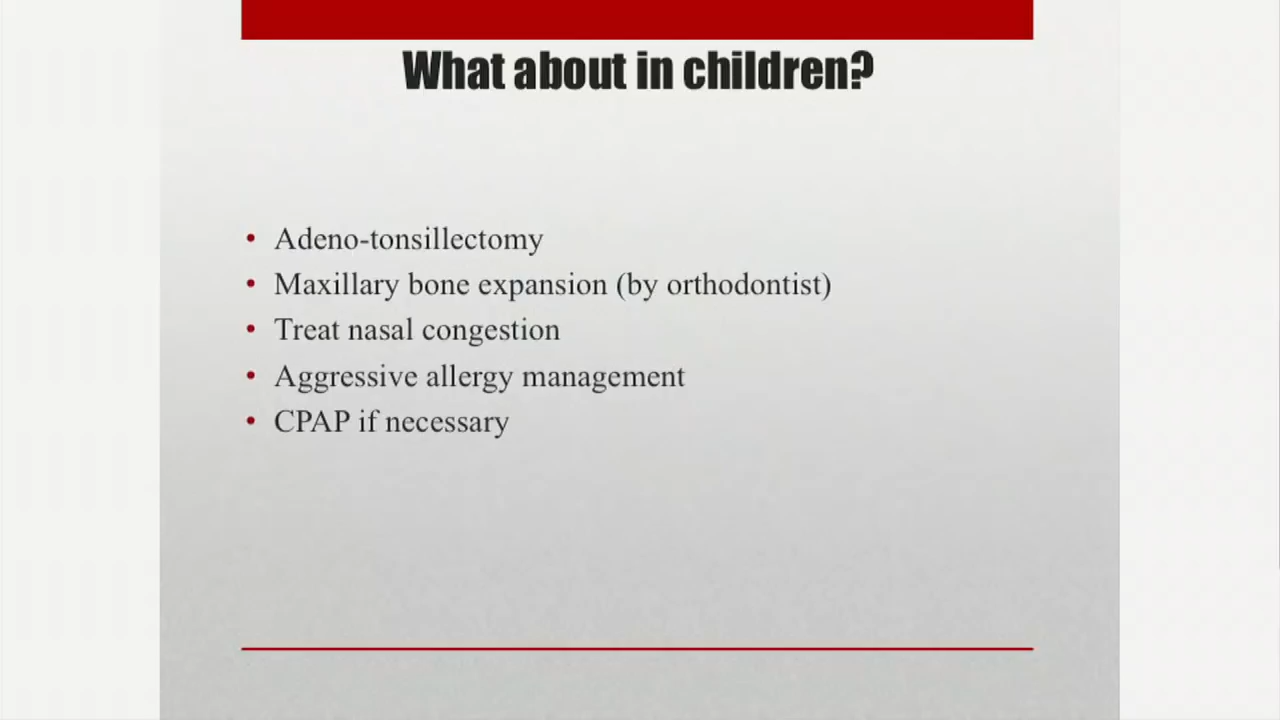 What about in children?
• Adeno-tonsillectomy
• Maxillary bone expansion (by orthodontist)
• Treat nasal congestion
• Aggressive allergy management
• CPAP if necessary